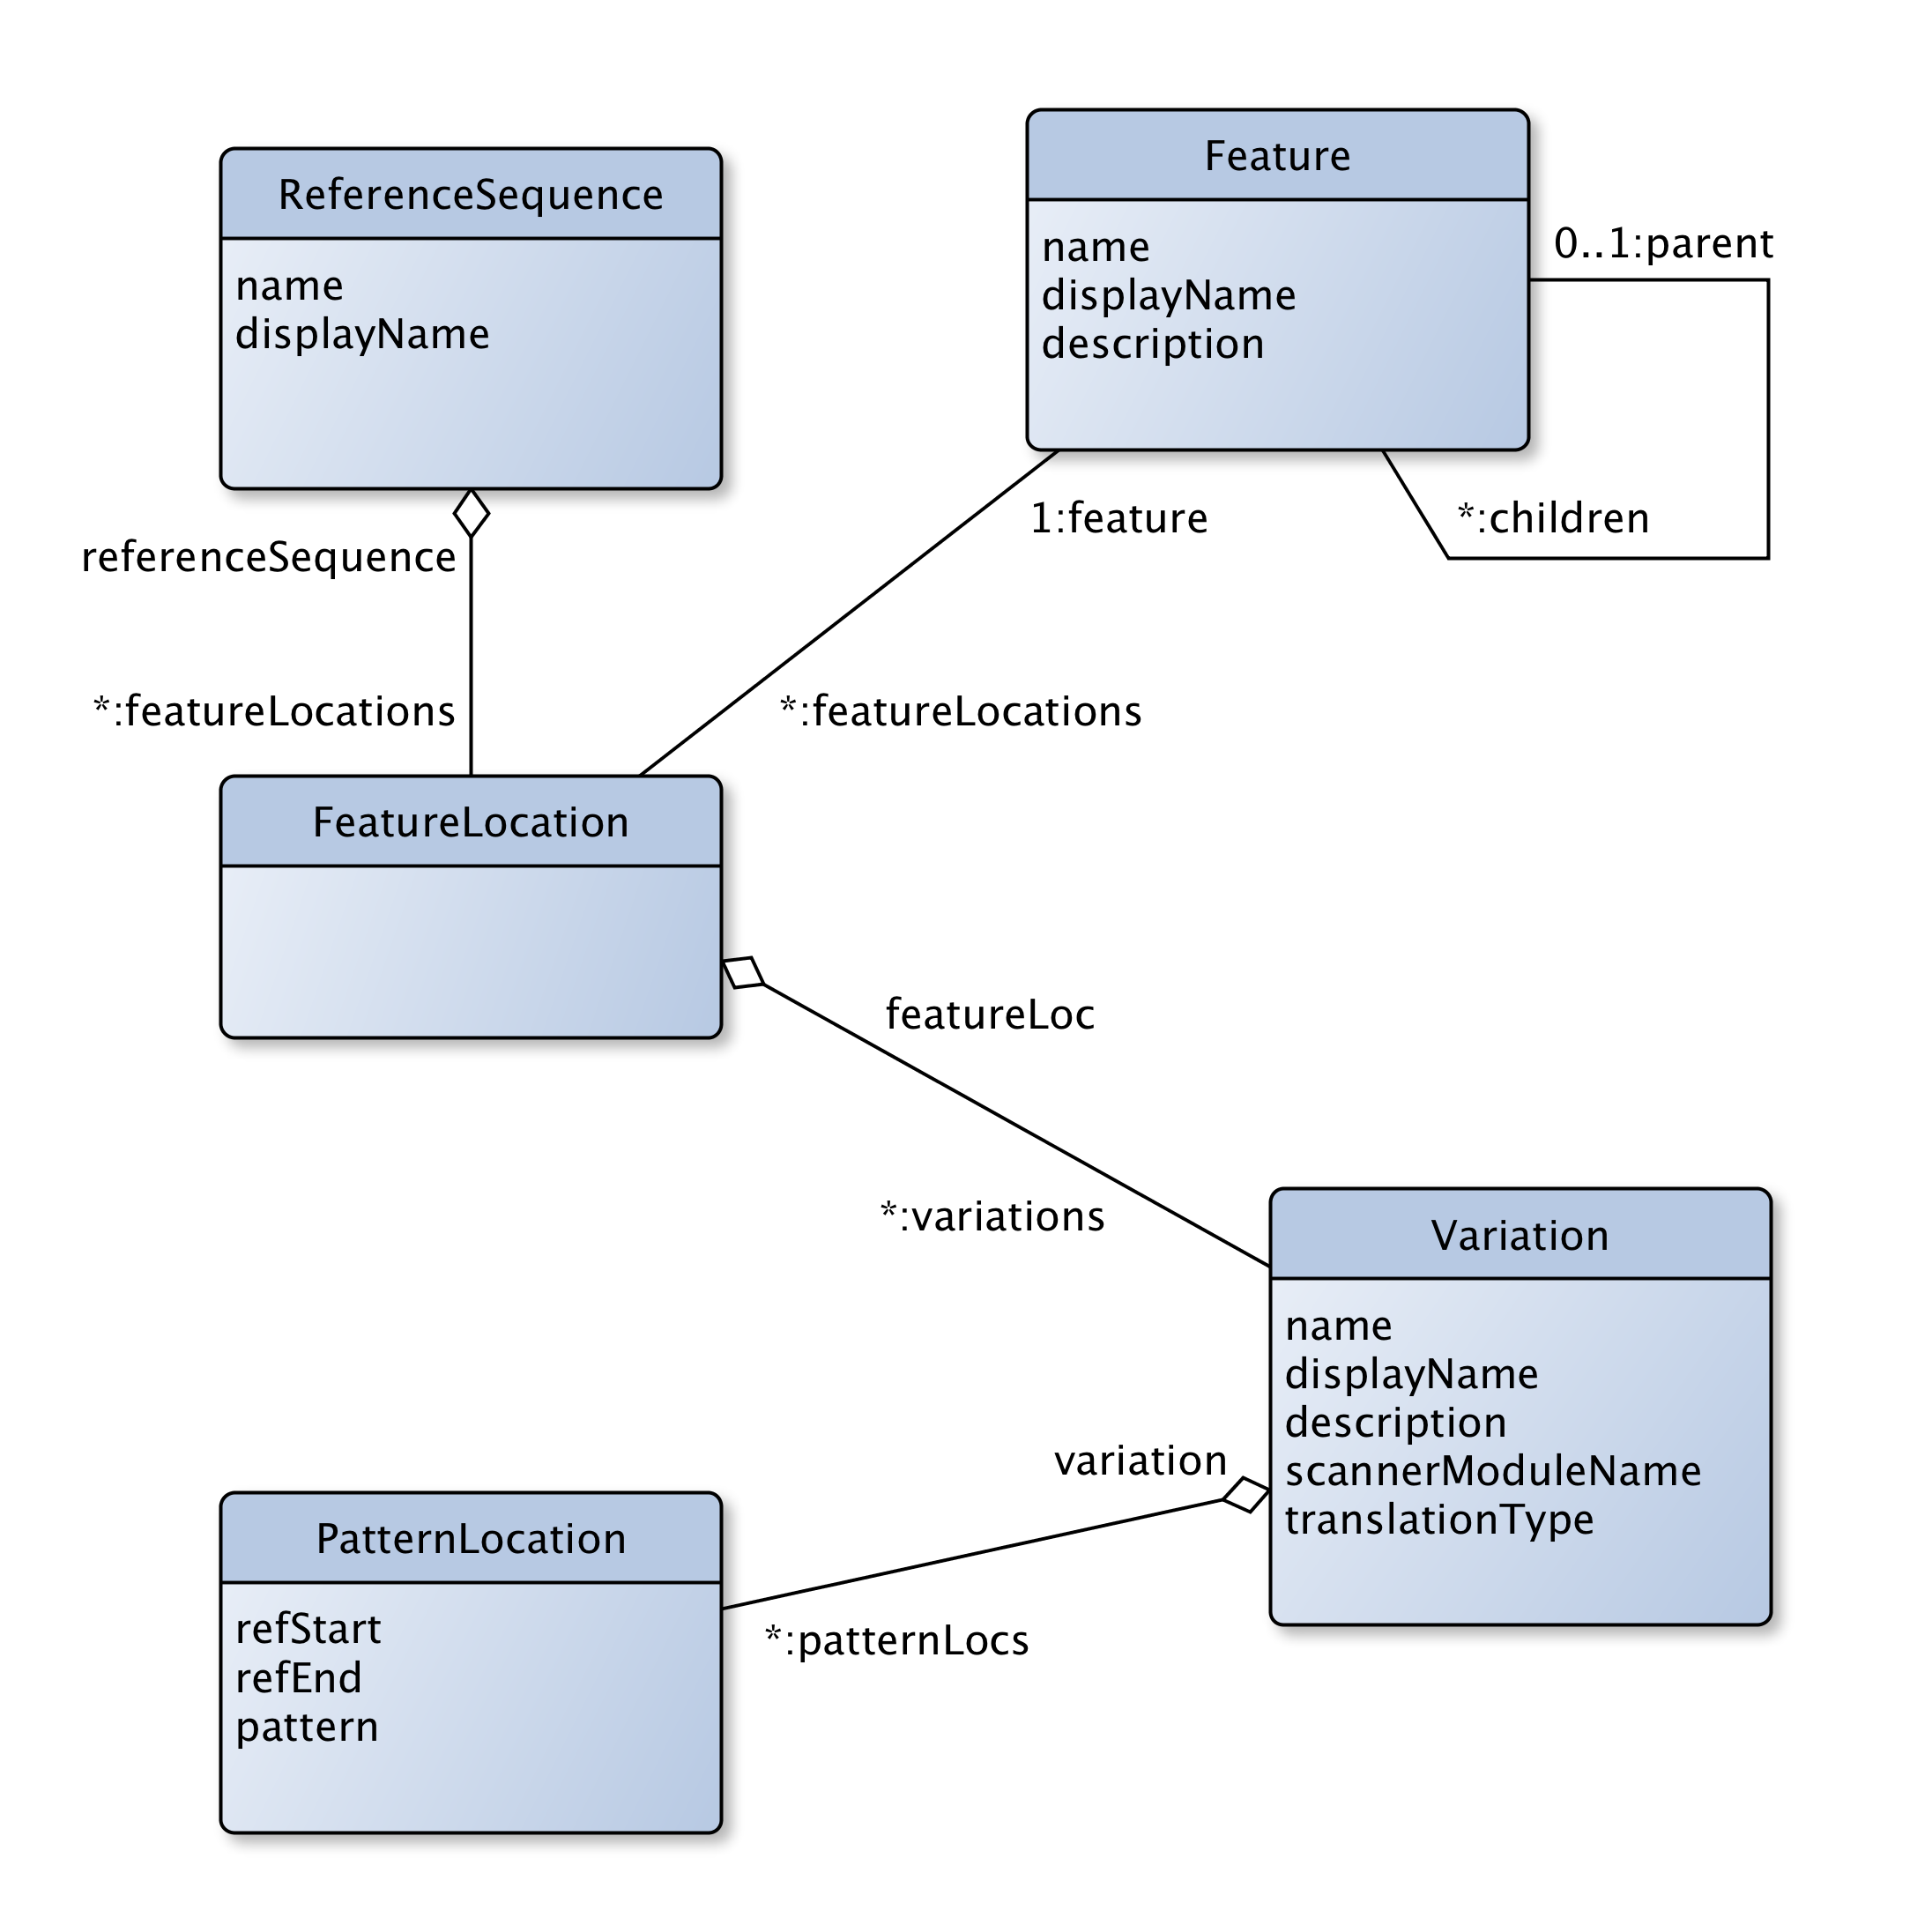 ReferenceSequence
name
displayName
Feature
name
displayName
description
0..1:parent
referenceSequence
1:feature
*:children
*:featureLocations
*:featureLocations
FeatureLocation
featureLoc
*:variations
Variation
name
displayName
description
scannerModuleName
translationType
variation
*:patternLocs
PatternLocation
refStart
refEnd
pattern